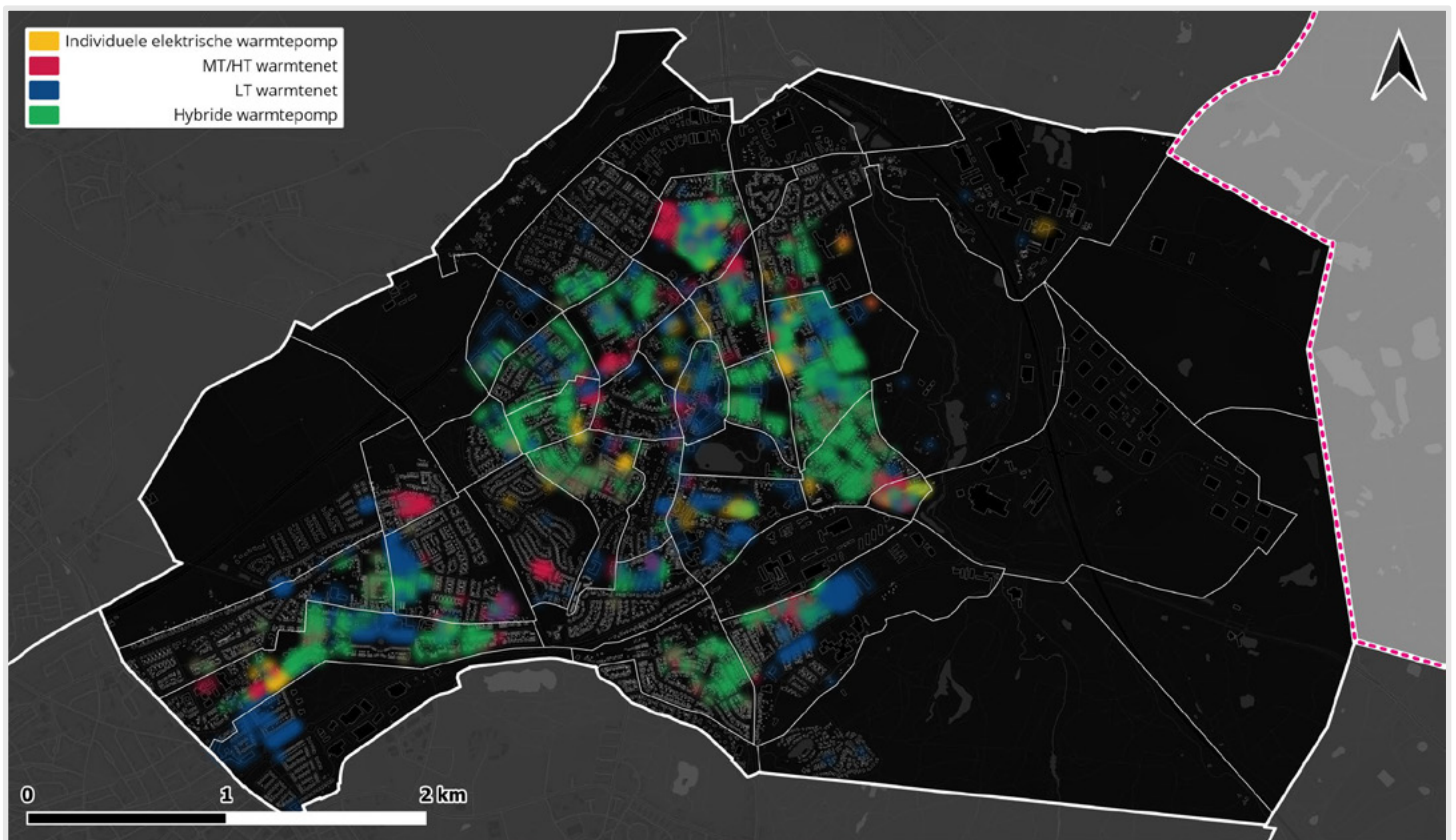 Individuele elektrische warmtepomp
MT/HT warmtenet
LT warmtenet
Hybride warmtepomp
0 1 2 km